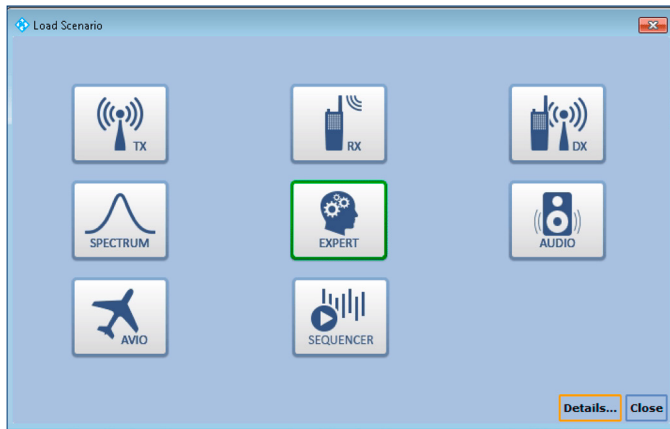 Load Scenario
TX
RX
DX
SPECTRUM
EXPERT
AUDIO
AVIO
SEQUENCER
Details...
Close